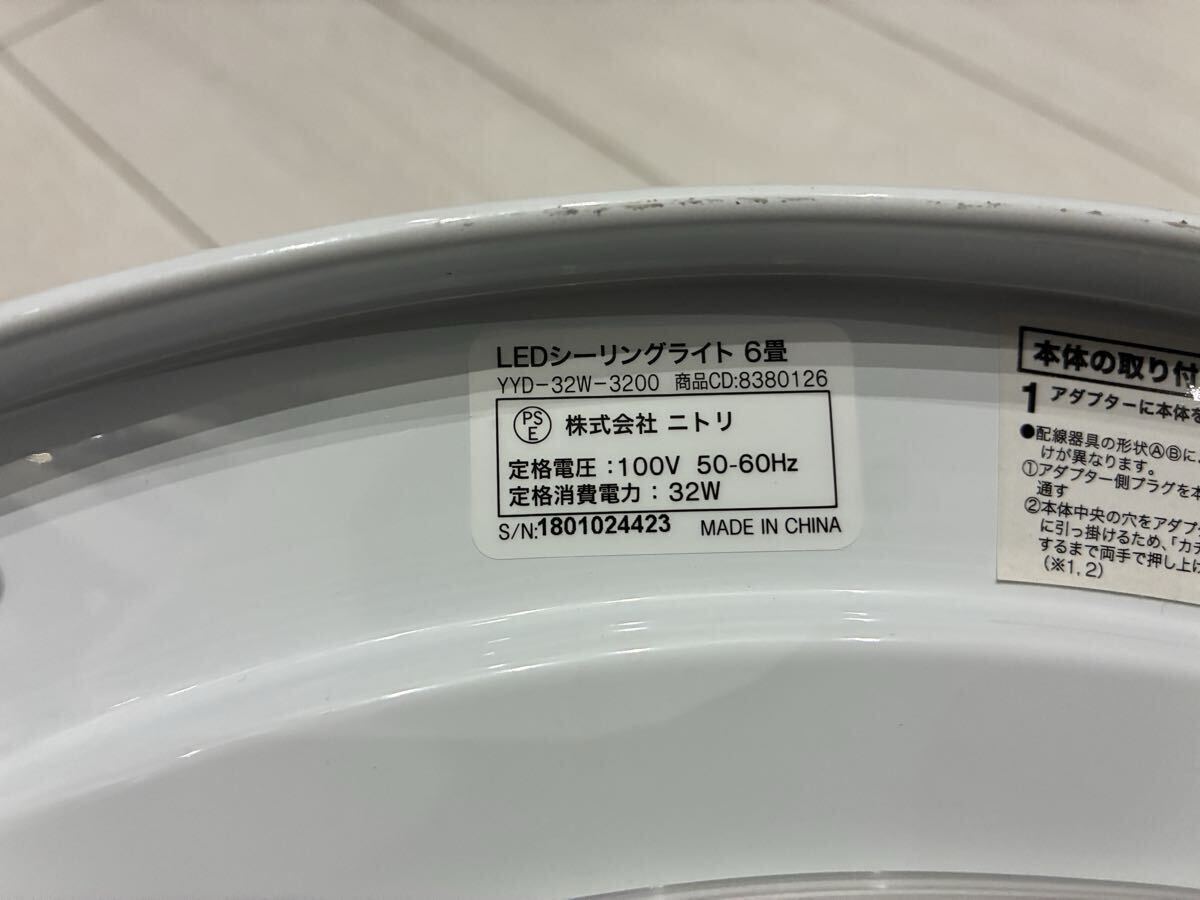 LEDシーリングライト 6畳
YYD-32W-3200 商品CD:8380126
PSE 株式会社 ニトリ
定格電圧：100V 50-60Hz
定格消費電力：32W
S/N:1801024423 MADE IN CHINA
本体の取り付
1 アダプターに本体を
●配線器具の形状ⒶⒷに
けが異なります。
①アダプター側プラグを本
通す
②本体中央の穴をアダプ
に引っ掛けるため、「カチ
するまで両手で押し上げ
(※1,2)